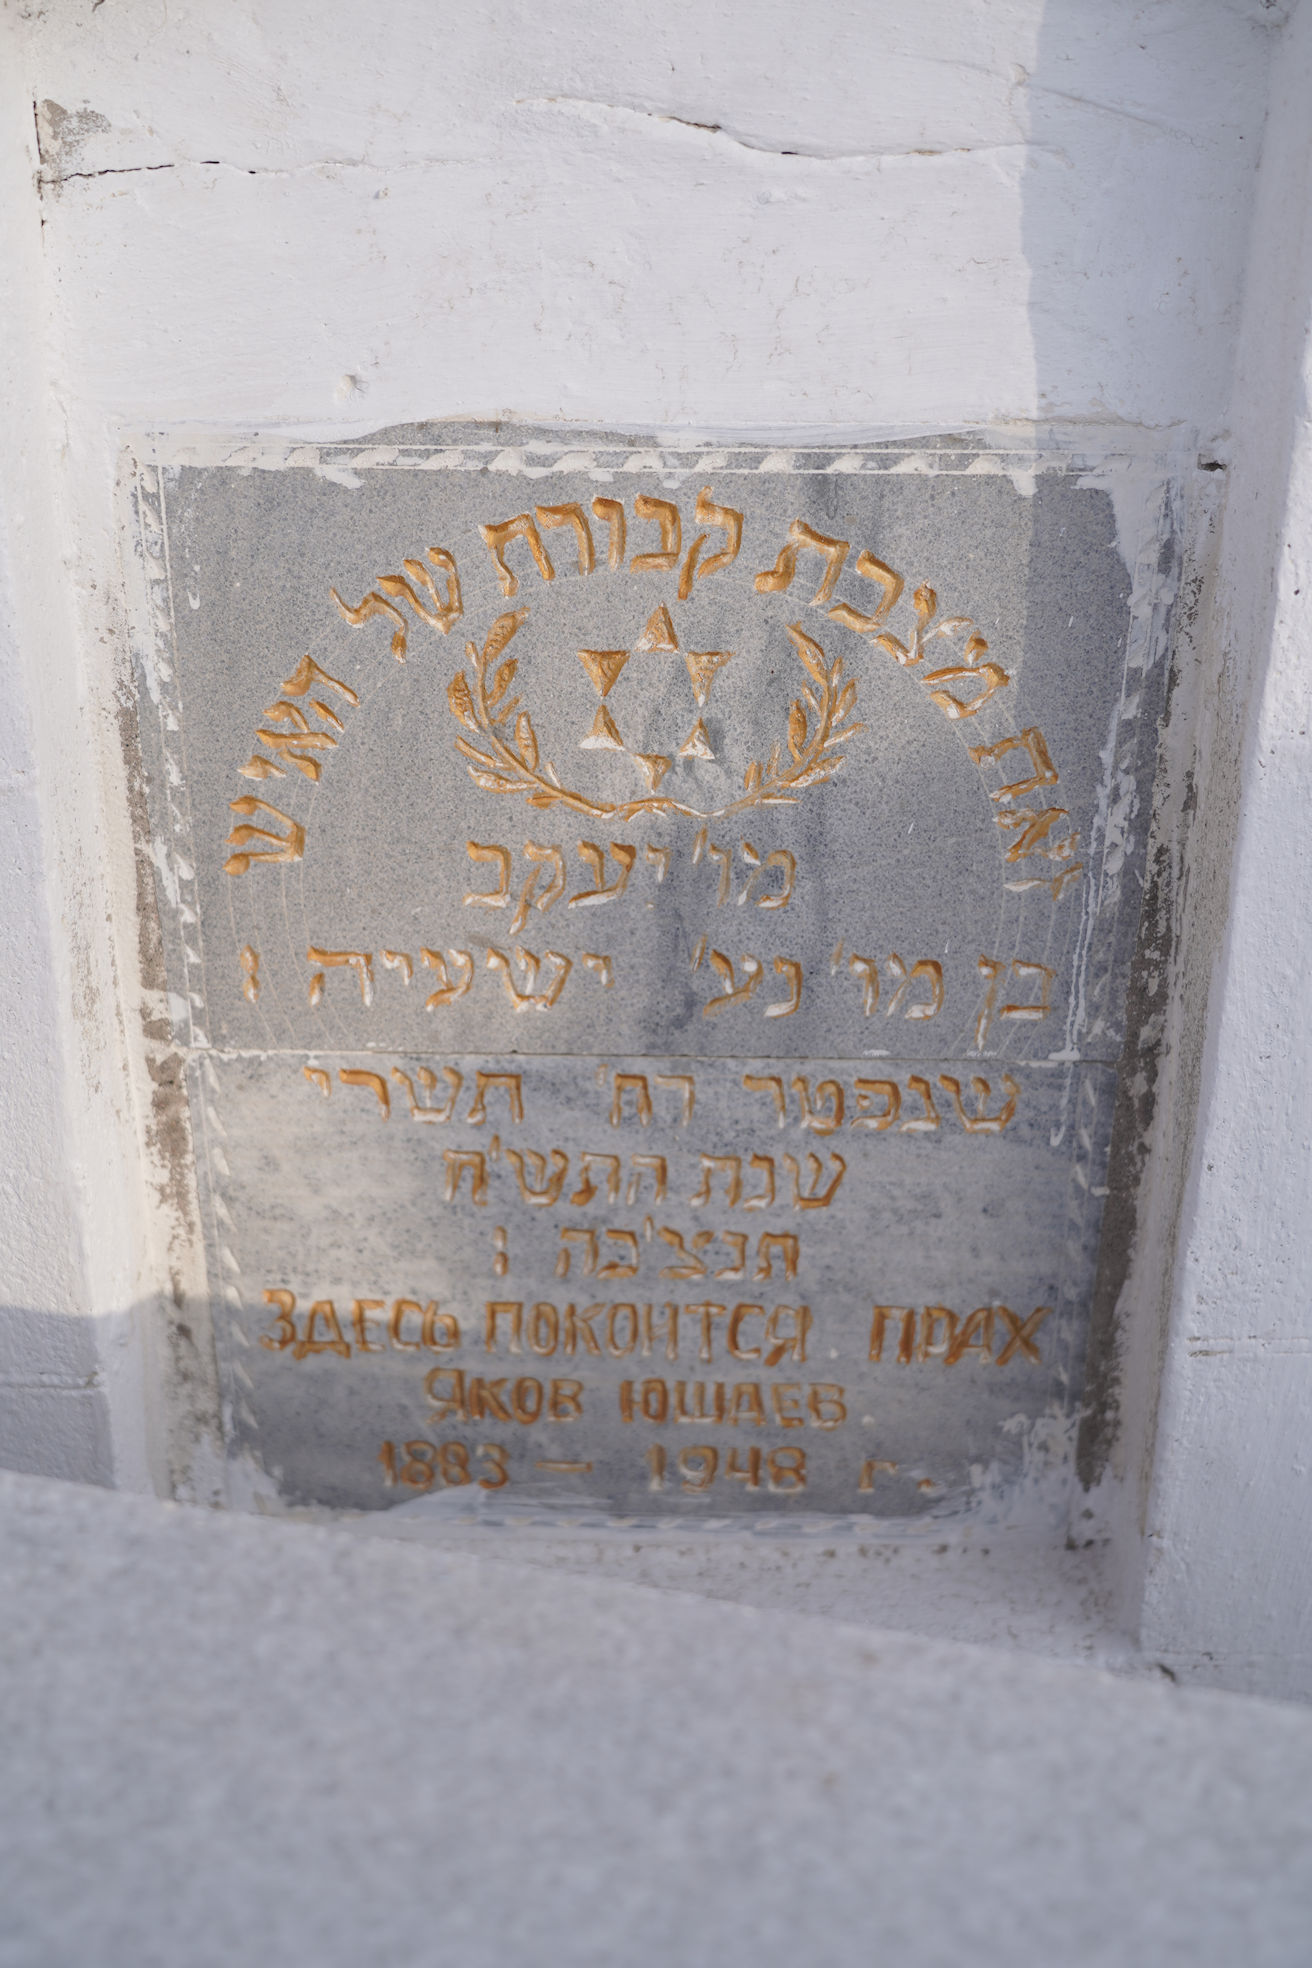 זאת מצבת קבורת של האיש
מו' יעקב
בן מו' נע' ישעיה :
שנפטר רח' תשרי
שנת התש'ח
תנצ'בה :
ЗДЕСЬ ПОКОИТСЯ . ПРАХ
ЯКОВ ЮШАЕВ.
1883 — 1948 г.